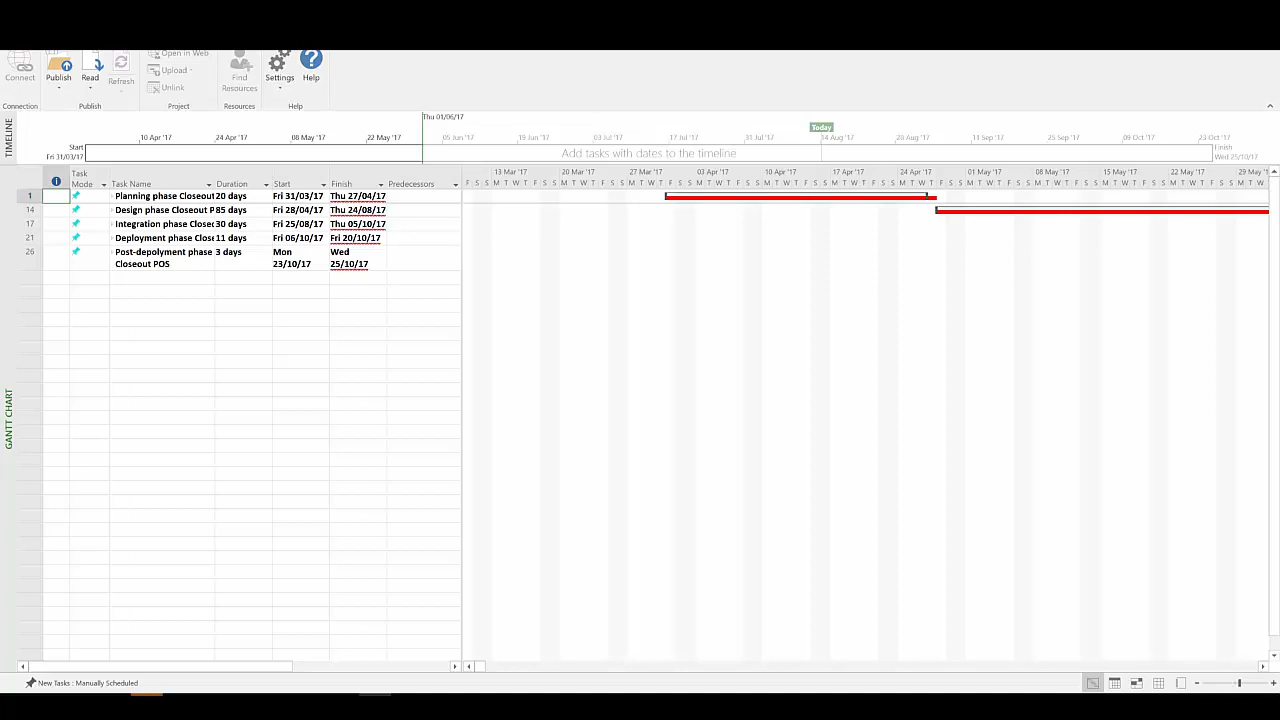 Open in Web
Connect Publish Read Refresh Upload Unlink Find Resources Settings Help
Connection Publish Project Resources Help
TIMELINE
Thu 01/06/17
Today
10 Apr '17 24 Apr '17 08 May '17 22 May '17 05 Jun '17 19 Jun '17 03 Jul '17 17 Jul '17 31 Jul '17 14 Aug '17 28 Aug '17 11 Sep '17 25 Sep '17 09 Oct '17 23 Oct '17
Start
Fri 31/03/17
Add tasks with dates to the timeline
Finish
Wed 25/10/17
Task Mode Task Name Duration Start Finish Predecessors
13 Mar '17 20 Mar '17 27 Mar '17 03 Apr '17 10 Apr '17 17 Apr '17 24 Apr '17 01 May '17 08 May '17 15 May '17 22 May '17 29 May '1
F S S M T W T F S S M T W T F S S M T W T F S S M T W T F S S M T W T F S S M T W T F S S M T W T F S S M T W T F S S M T W T F S S M T W T F S S M T W T F S S M T W
1 Planning phase Closeout 20 days Fri 31/03/17 Thu 27/04/17
14 Design phase Closeout P 85 days Fri 28/04/17 Thu 24/08/17
17 Integration phase Close 30 days Fri 25/08/17 Thu 05/10/17
21 Deployment phase Close 11 days Fri 06/10/17 Fri 20/10/17
26 Post-depolyment phase 3 days Mon Wed
Closeout POS 23/10/17 25/10/17
GANTT CHART
New Tasks : Manually Scheduled